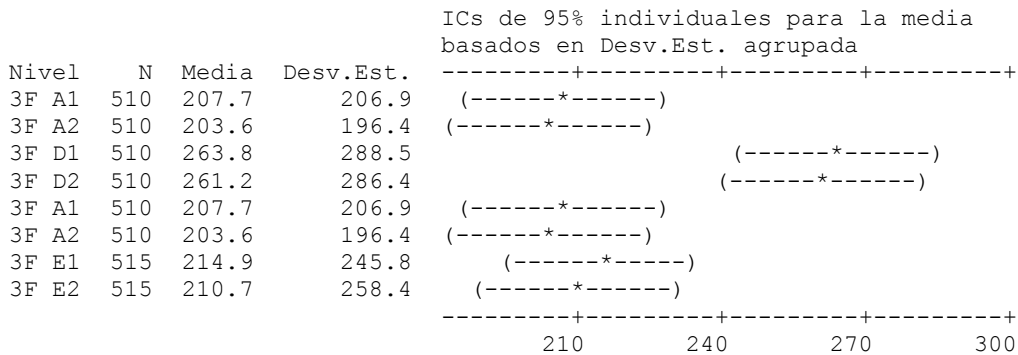 ICs de 95% individuales para la media
                                 basados en Desv.Est. agrupada
Nivel    N  Media  Desv.Est.  ---------+---------+---------+---------+
3F A1  510  207.7      206.9   (------*------)
3F A2  510  203.6      196.4  (------*------)
3F D1  510  263.8      288.5                      (------*------)
3F D2  510  261.2      286.4                     (------*------)
3F A1  510  207.7      206.9   (------*------)
3F A2  510  203.6      196.4  (------*------)
3F E1  515  214.9      245.8      (------*-----)
3F E2  515  210.7      258.4    (------*------)
                              ---------+---------+---------+---------+
                                     210       240       270       300